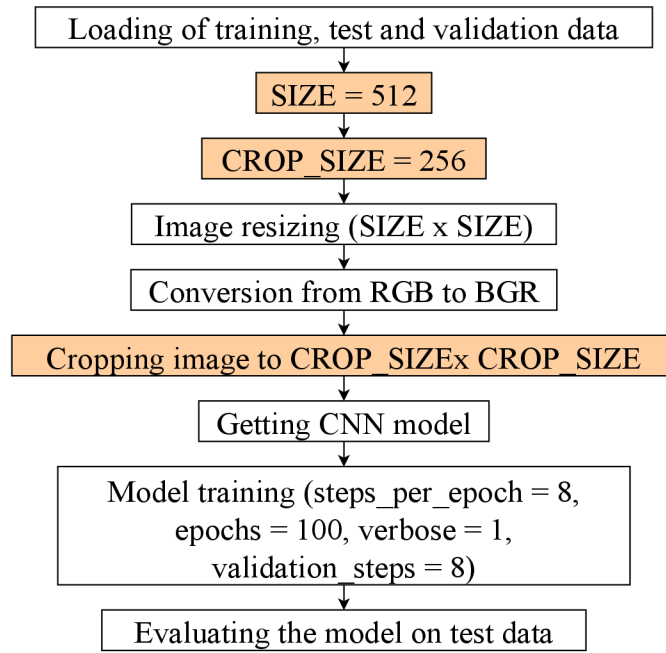 Loading of training, test and validation data
SIZE = 512
CROP_SIZE = 256
Image resizing (SIZE x SIZE)
Conversion from RGB to BGR
Cropping image to CROP_SIZEx CROP_SIZE
Getting CNN model
Model training (steps_per_epoch = 8,
epochs = 100, verbose = 1,
validation_steps = 8)
Evaluating the model on test data